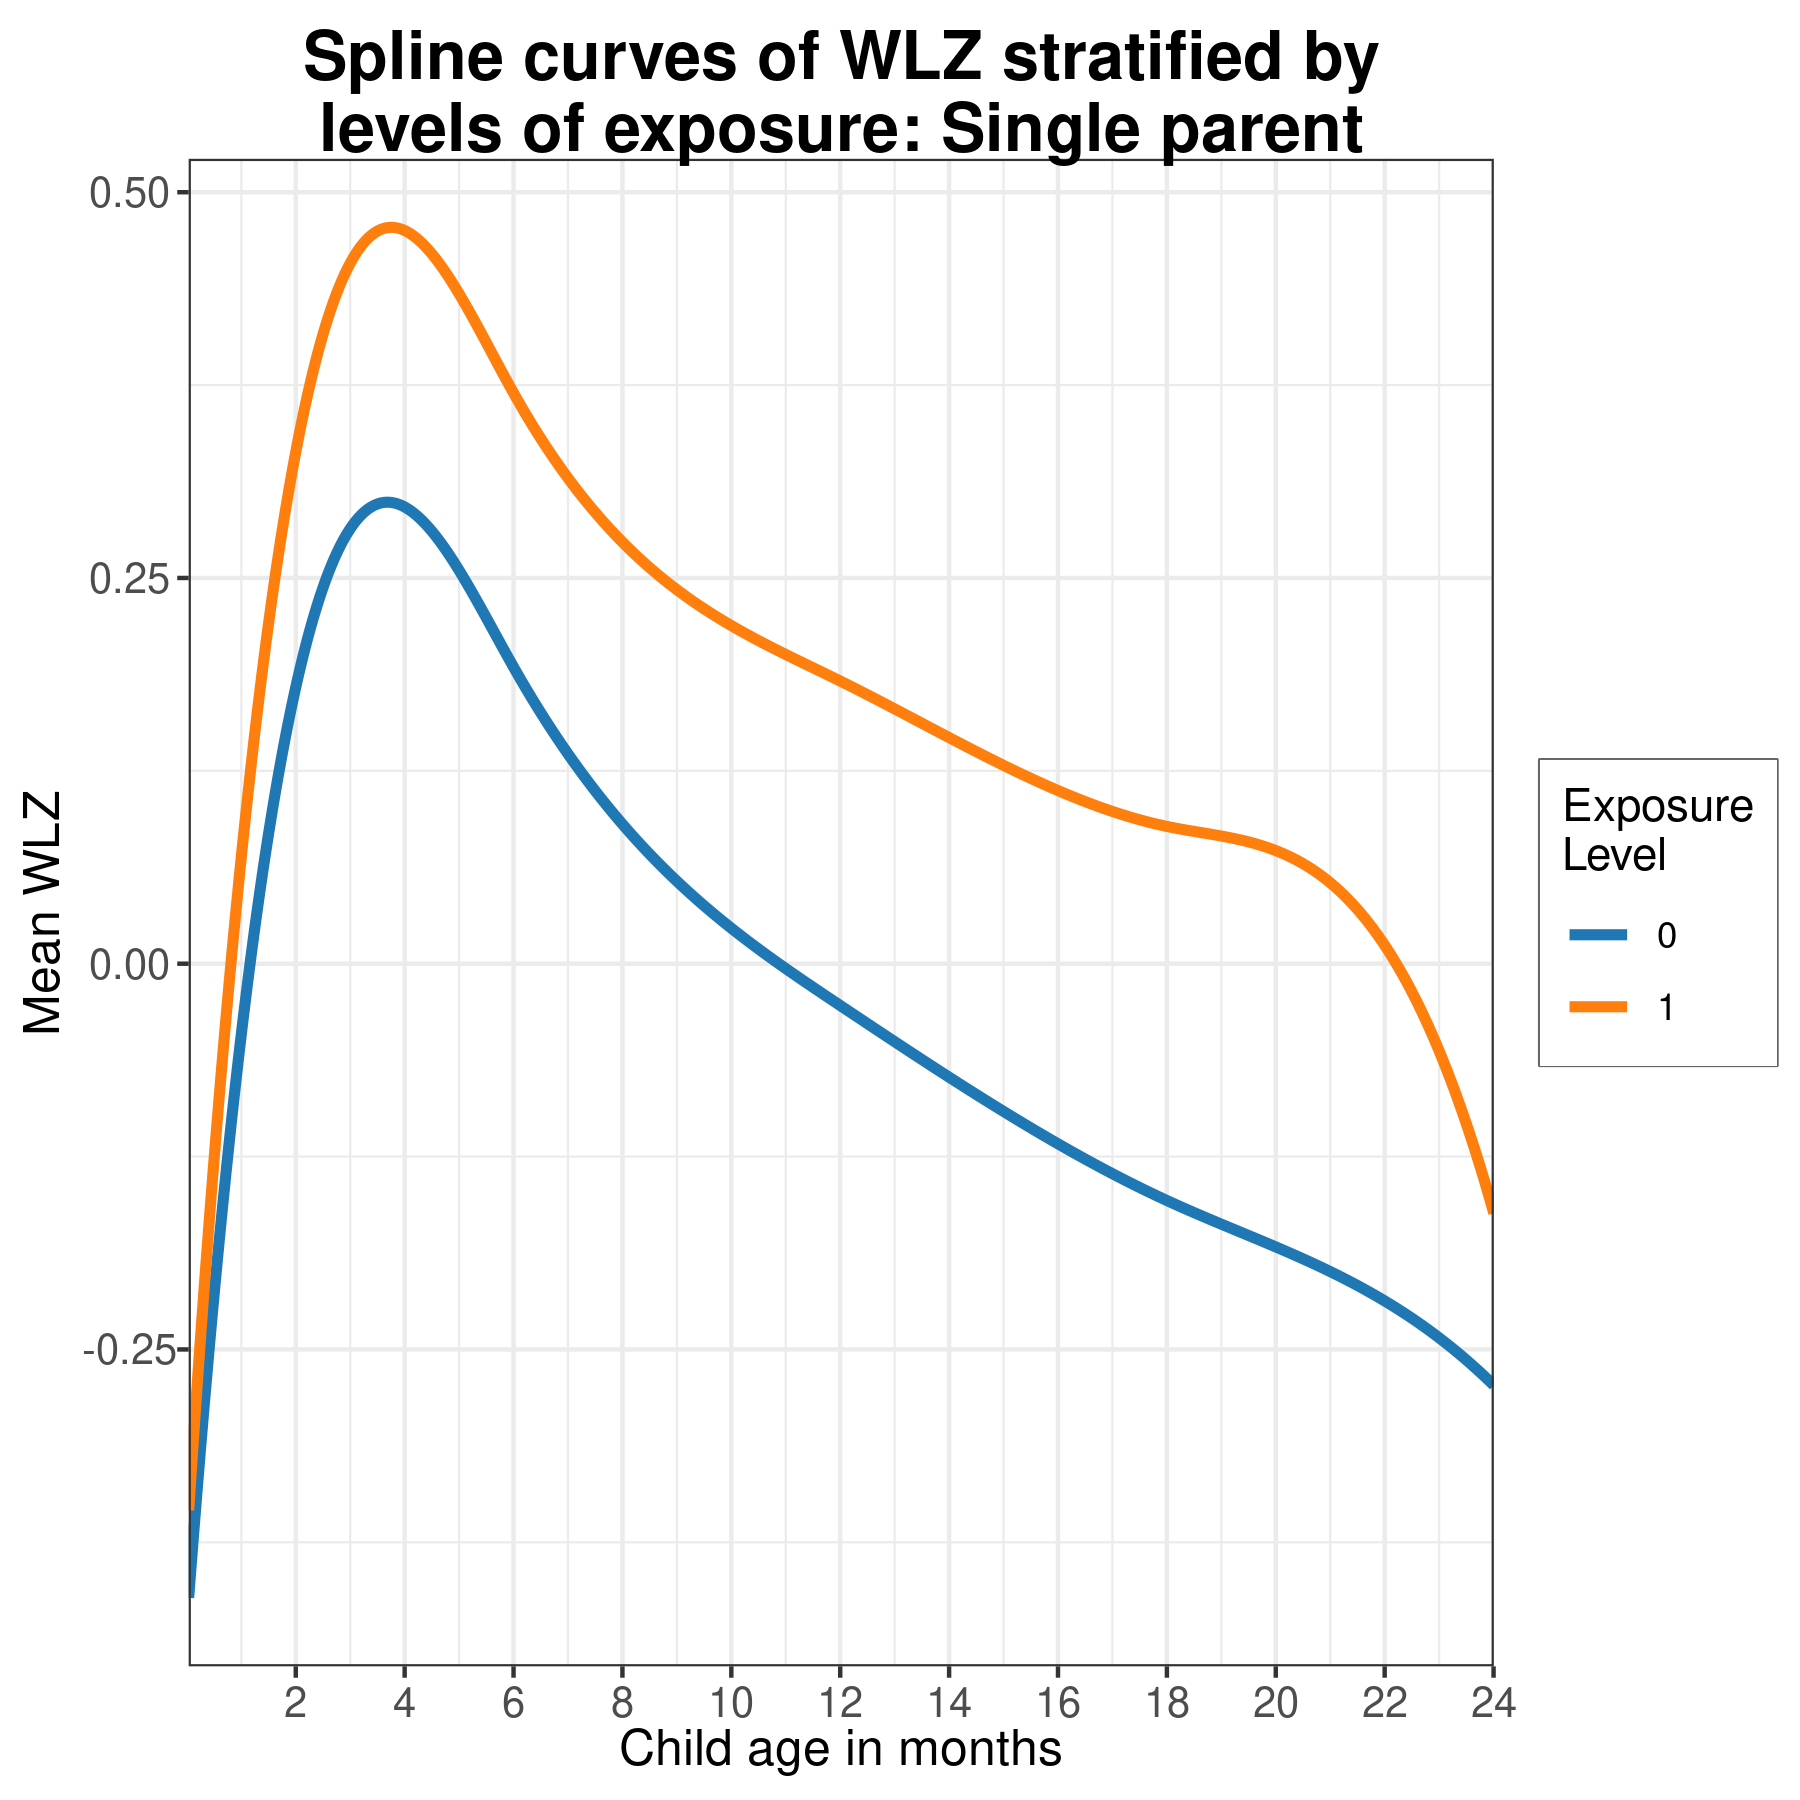 Spline curves of WLZ stratified by
levels of exposure: Single parent
0.50
0.25
0.00
-0.25
Mean WLZ
2 4 6 8 10 12 14 16 18 20 22 24
Child age in months
Exposure
Level
0
1